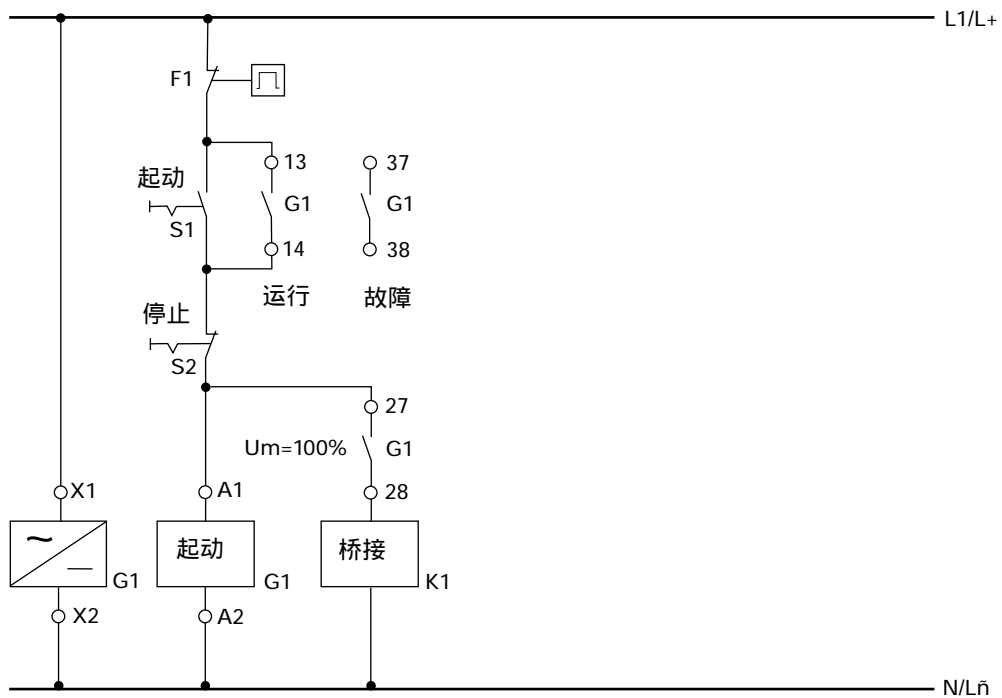 L1/L+
F1
13
37
起动
G1
G1
S1
14
38
运行
故障
停止
S2
27
Um=100%
G1
X1
A1
28
起动
桥接
G1
G1
K1
X2
A2
N/Lñ